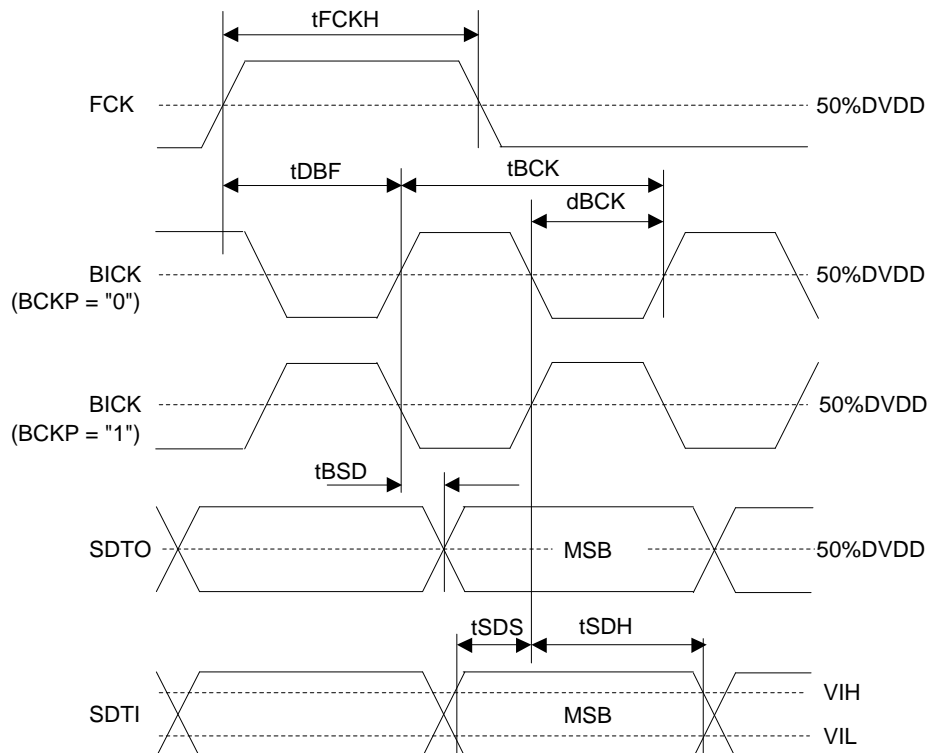 tFCKH
FCK
50%DVDD
tDBF
tBCK
dBCK
BICK
50%DVDD
(BCKP = "0")
BICK
50%DVDD
(BCKP = "1")
tBSD
SDTO
MSB
50%DVDD
tSDS
tSDH
VIH
SDTI
MSB
VIL